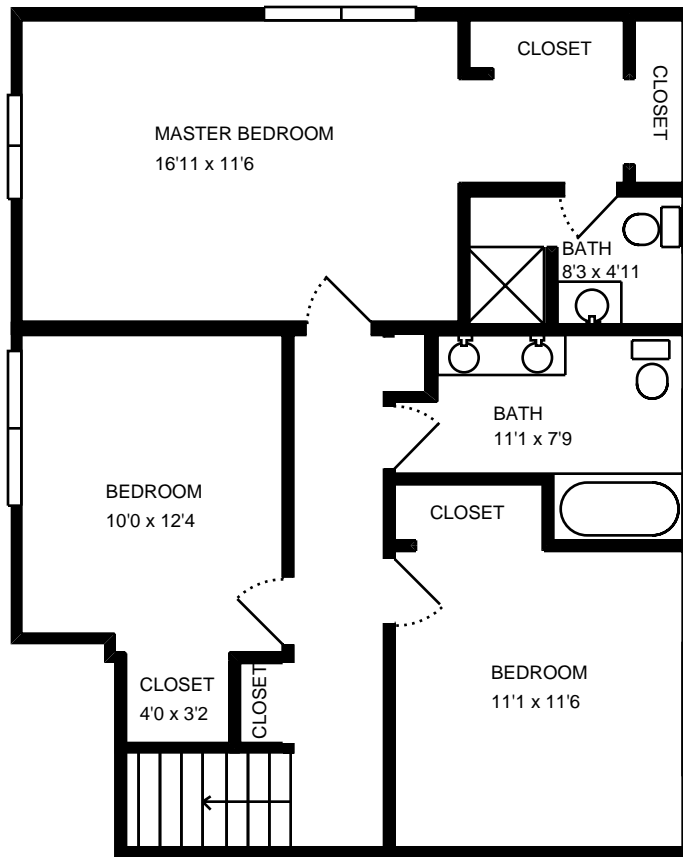 CLOSET
CLOSET
MASTER BEDROOM
16'11 x 11'6
BATH
8'3 x 4'11
BATH
11'1 x 7'9
BEDROOM
10'0 x 12'4
CLOSET
BEDROOM
11'1 x 11'6
CLOSET
4'0 x 3'2
CLOSET